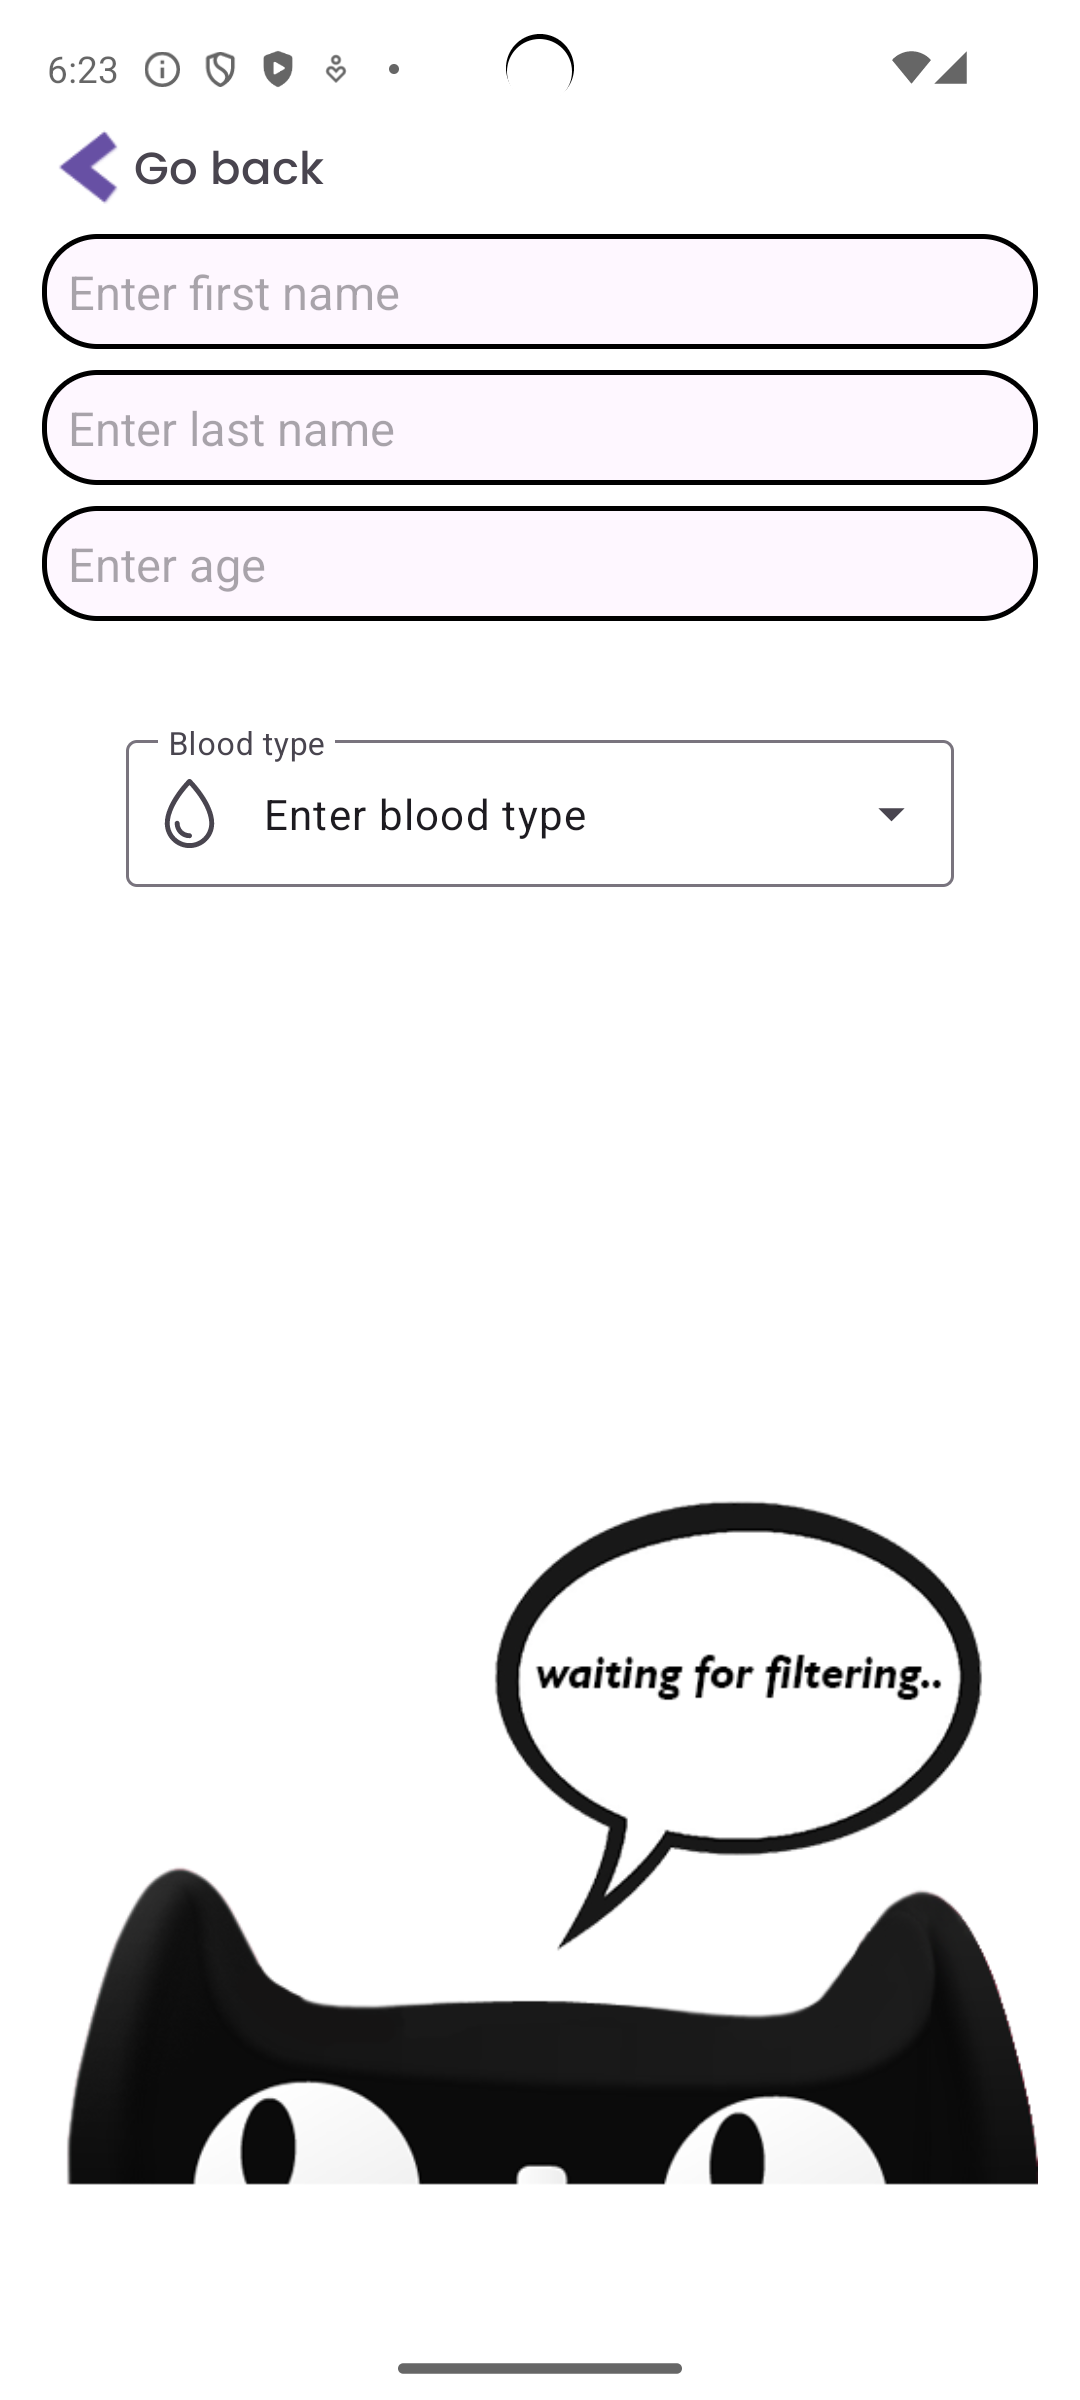 6:23
Go back
Enter first name
Enter last name
Enter age
Blood type
Enter blood type
waiting for filtering..